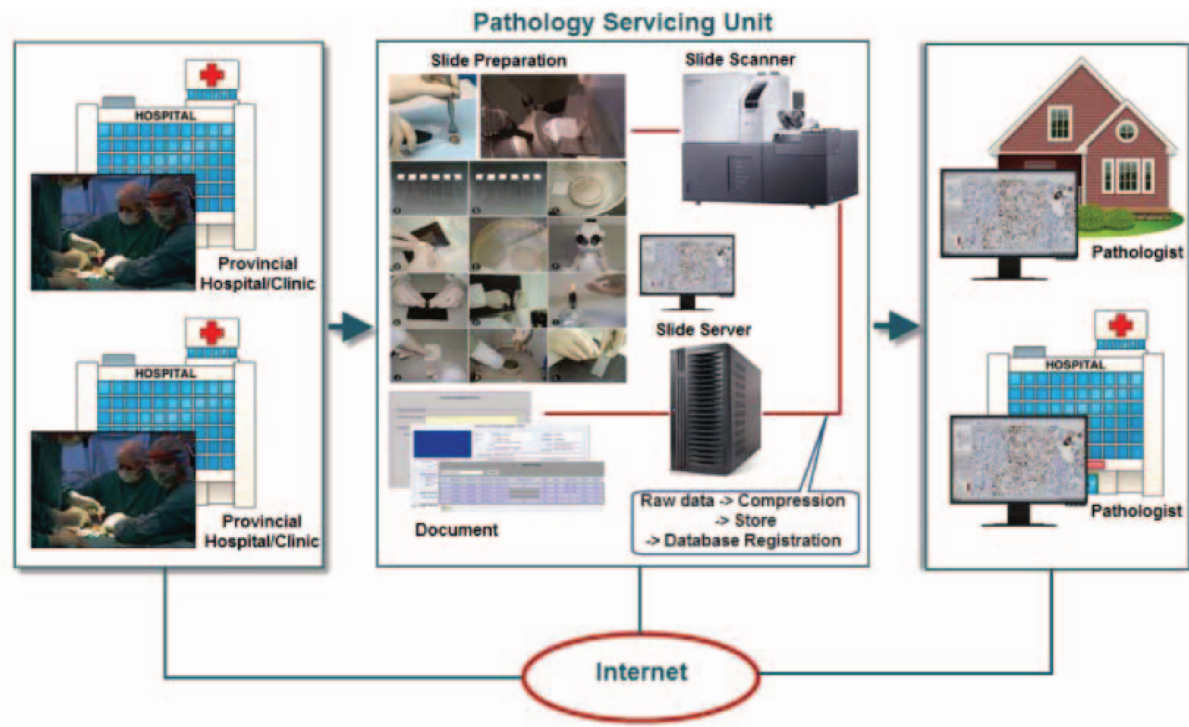 Pathology Servicing Unit
HOSPITAL
Provincial
Hospital/Clinic
HOSPITAL
Provincial
Hospital/Clinic
Slide Preparation
Slide Scanner
Slide Server
Document
Raw data -> Compression
-> Store
-> Database Registration
Pathologist
HOSPITAL
Pathologist
Internet